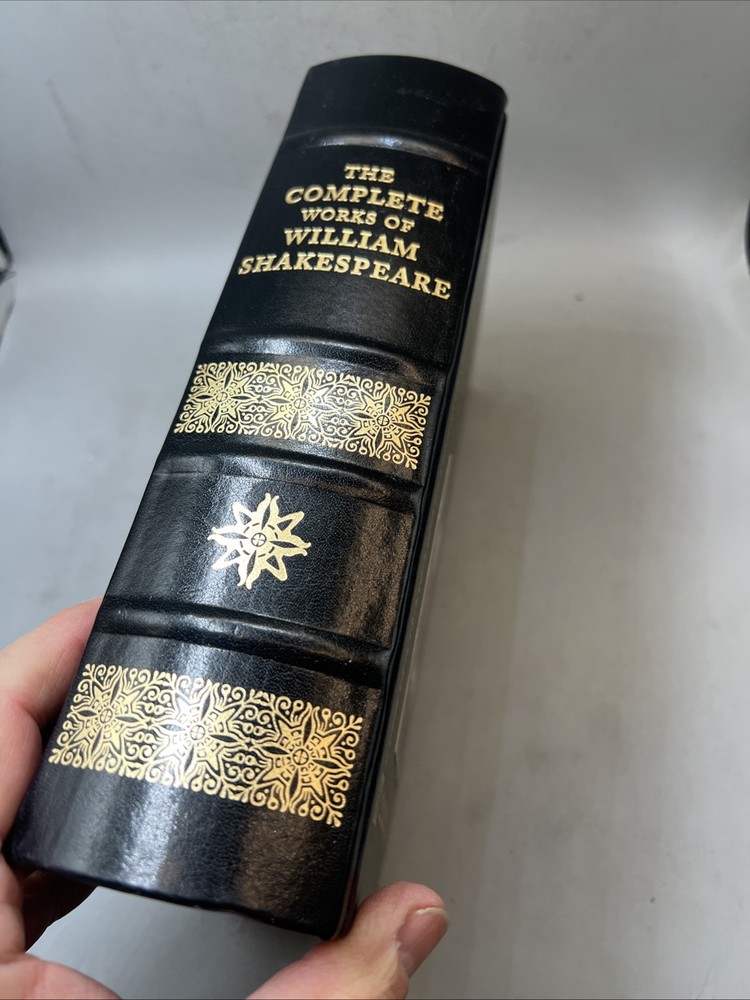 THE
COMPLETE
WORKS OF
WILLIAM
SHAKESPEARE